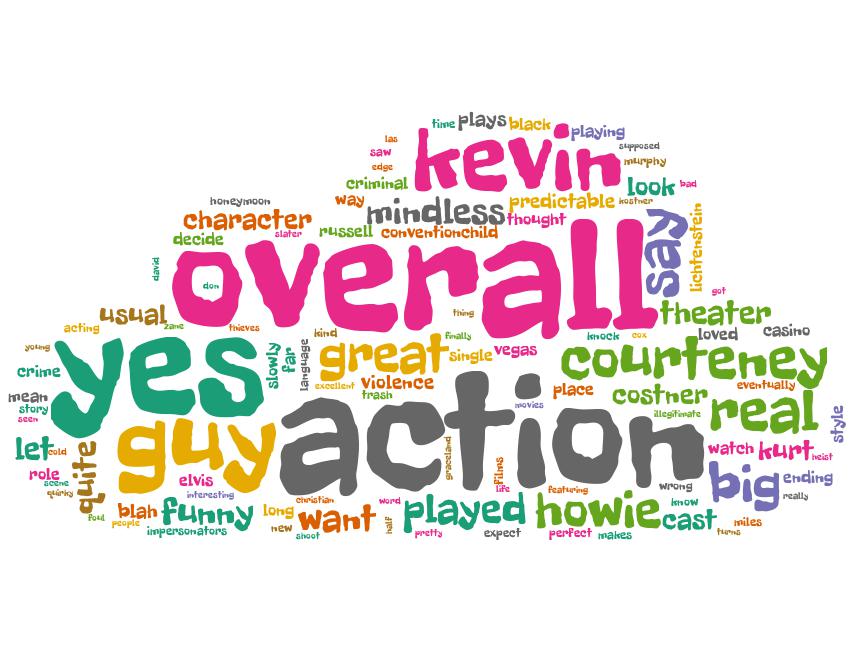 time plays black playing
las
saw kevin supposed
edge murphy
criminal look bad
honeymoon way mindless predictable kostner
character thought
decide slater russell conventionchild say lichtenstein
david overall
don got
usual thing theater
acting zane thieves kind finally knock cox loved casino
young yes slowly far language great single vegas courteney
crime excellent violence place costner eventually
mean trash
story movies illegitimate real style
seen guy action
let cold quite graceland watch kurt heist
role elvis films wrong big ending
scene life
quirky interesting featuring know really
christian word
blah funny long want half played howie cast
foul people new miles
impersonators shoot pretty expect perfect makes turns